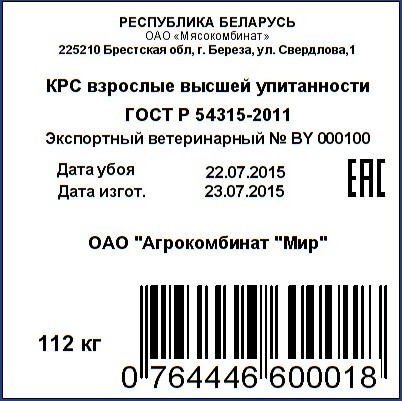 РЕСПУБЛИКА БЕЛАРУСЬ
ОАО «Мясокомбинат»
225210 Брестская обл, г. Береза, ул. Свердлова,1
КРС взрослые высшей упитанности
ГОСТ Р 54315-2011
Экспортный ветеринарный № BY 000100
Дата убоя 22.07.2015
Дата изгот. 23.07.2015
ЕАС
ОАО "Агрокомбинат "Мир"
112 кг
0 764446 600018